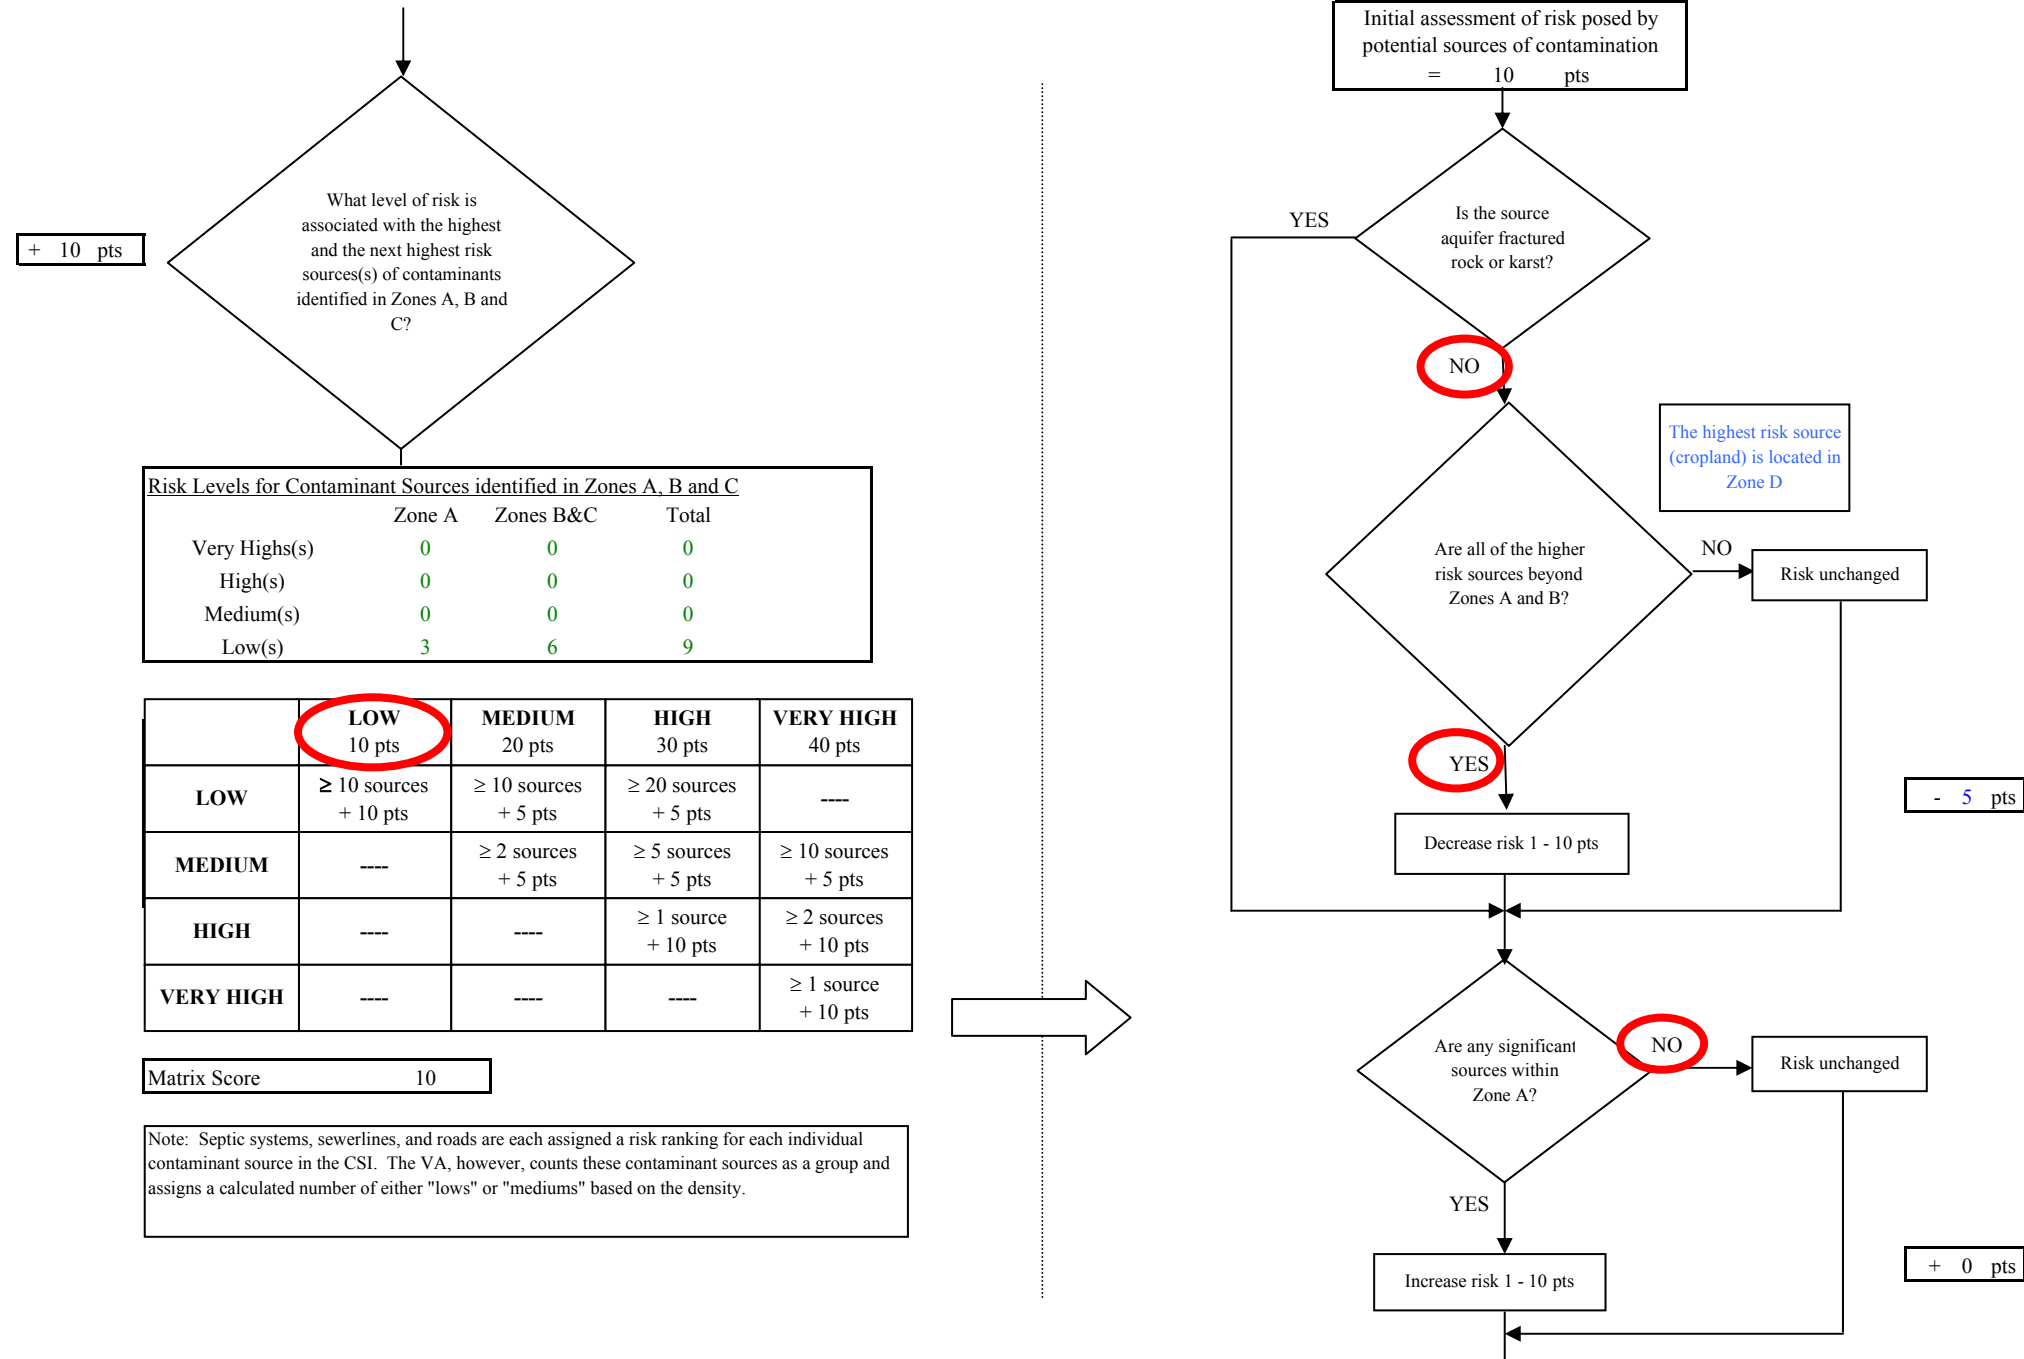 + 10 pts
What level of risk is
associated with the highest
and the next highest risk
sources(s) of contaminants
identified in Zones A, B and
C?
Risk Levels for Contaminant Sources identified in Zones A, B and C
Zone A Zones B&C Total
Very Highs(s) 0 0 0
High(s) 0 0 0
Medium(s) 0 0 0
Low(s) 3 6 9
LOW MEDIUM HIGH VERY HIGH
10 pts 20 pts 30 pts 40 pts
LOW ≥ 10 sources ≥ 10 sources ≥ 20 sources ----
+ 10 pts + 5 pts + 5 pts
MEDIUM ---- ≥ 2 sources ≥ 5 sources ≥ 10 sources
+ 5 pts + 5 pts + 5 pts
HIGH ---- ---- ≥ 1 source ≥ 2 sources
+ 10 pts + 10 pts
VERY HIGH ---- ---- ---- ≥ 1 source
+ 10 pts
Matrix Score 10
Note: Septic systems, sewerlines, and roads are each assigned a risk ranking for each individual
contaminant source in the CSI. The VA, however, counts these contaminant sources as a group and
assigns a calculated number of either "lows" or "mediums" based on the density.
Initial assessment of risk posed by
potential sources of contamination
= 10 pts
Is the source
aquifer fractured
rock or karst?
YES
NO
The highest risk source
(cropland) is located in
Zone D
Are all of the higher
risk sources beyond
Zones A and B?
NO
Risk unchanged
YES
- 5 pts
Decrease risk 1 - 10 pts
Are any significant
sources within
Zone A?
NO
Risk unchanged
YES
+ 0 pts
Increase risk 1 - 10 pts